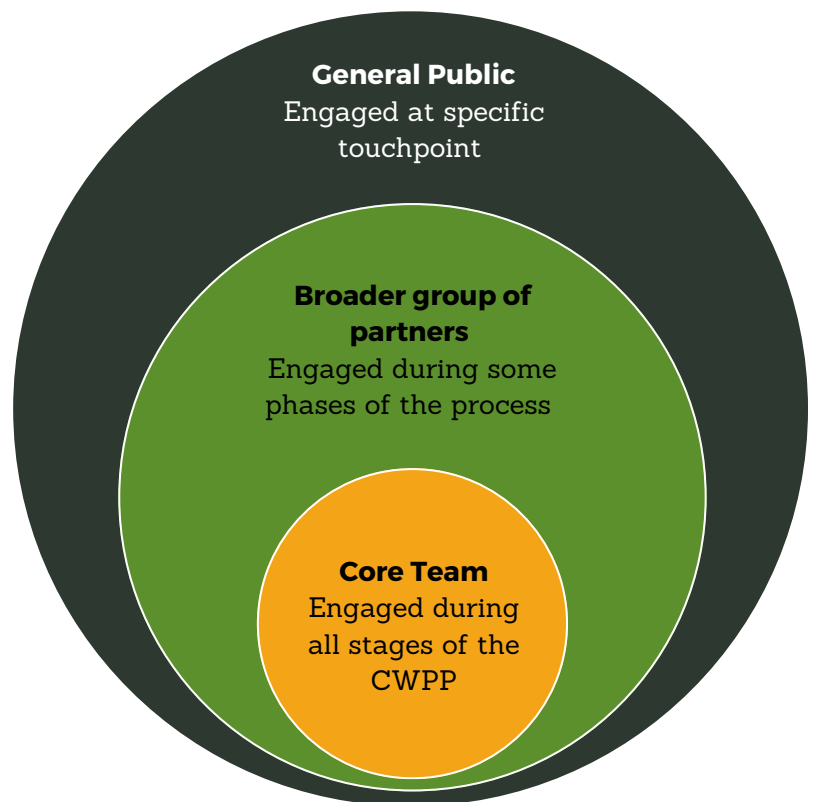 General Public
Engaged at specific
touchpoint
Broader group of
partners
Engaged during some
phases of the process
Core Team
Engaged during
all stages of the
CWPP